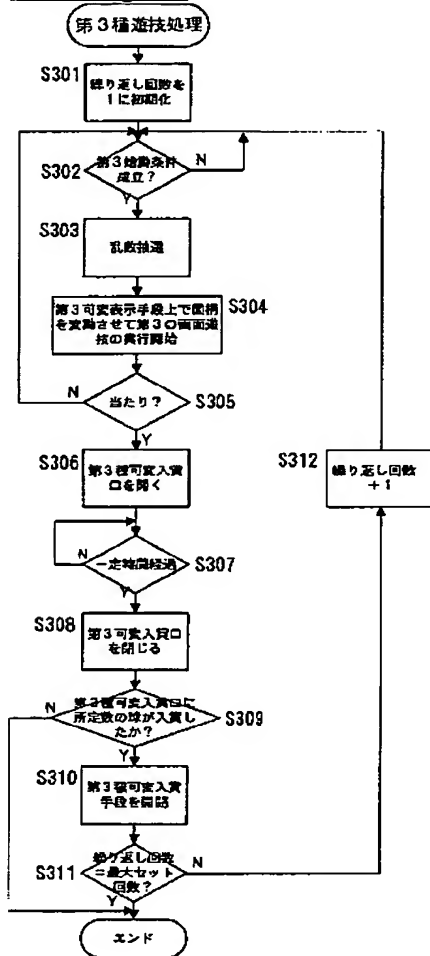 第3種遊技処理
S301
繰り返し回数を
1に初期化
S302
第3始動条件
成立?
N
Y
S303
乱数抽選
S304
第3可変表示手段上で図柄
を変動させて第3の画面遊
技の実行開始
N
当たり?
S305
Y
S306
第3種可変入賞
口を開く
S312
繰り返し回数
+1
N
一定時間経過
S307
Y
S308
第3可変入賞口
を閉じる
N
第3種可変入賞口に
所定数の球が入賞し
たか?
S309
Y
S310
第3種可変入賞
手段を開閉
S311
繰り返し回数
=最大セット
回数?
N
Y
エンド